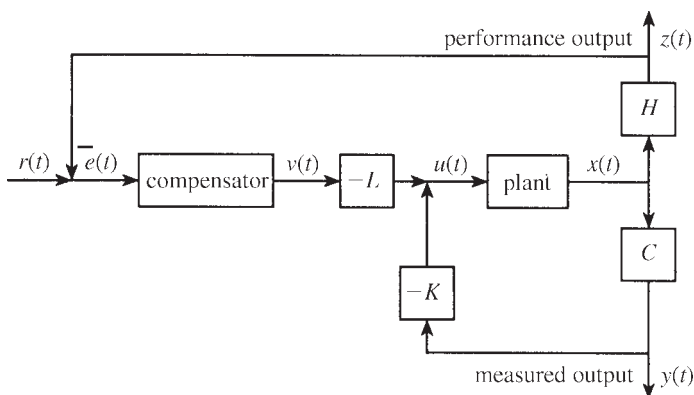 performance output z(t)
H
r(t) − e(t) compensator v(t) −L u(t) plant x(t)
C
−K
measured output y(t)